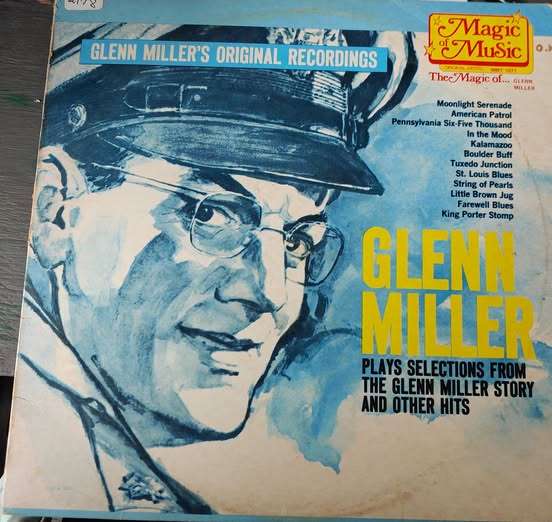 GLENN MILLER'S ORIGINAL RECORDINGS
Magic
of Music
The Magic of... GLENN
MILLER
Moonlight Serenade
American Patrol
Pennsylvania Six-Five Thousand
In the Mood
Kalamazoo
Boulder Buff
Tuxedo Junction
St. Louis Blues
String of Pearls
Little Brown Jug
Farewell Blues
King Porter Stomp
GLENN
MILLER
PLAYS SELECTIONS FROM
THE GLENN MILLER STORY
AND OTHER HITS